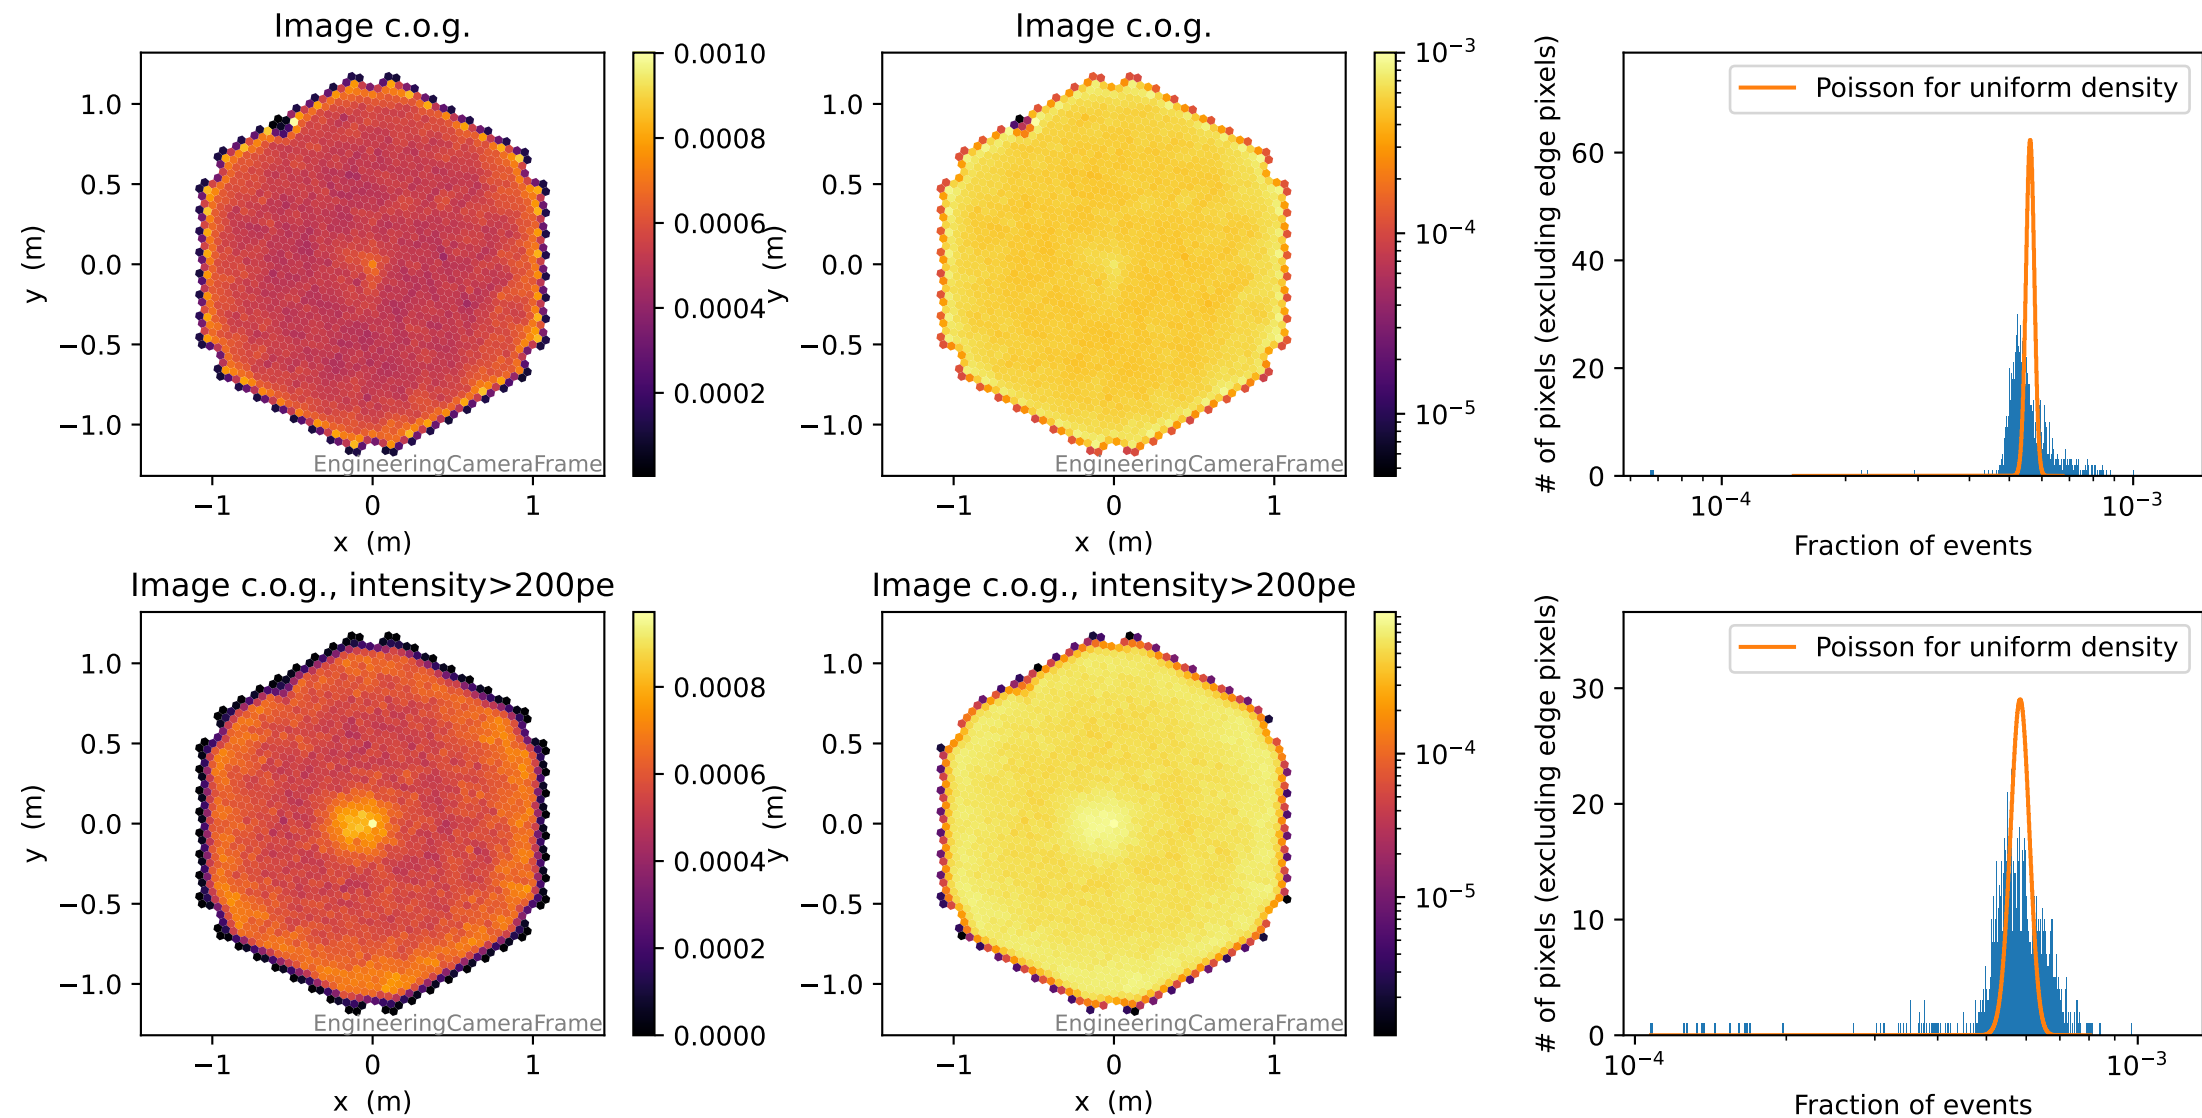 Image c.o.g.
1.0
0.5
0.0
−0.5
−1.0
y (m)
−1
0
1
x (m)
EngineeringCameraFrame
0.0010
0.0008
0.0006
0.0004
0.0002
Image c.o.g.
1.0
0.5
0.0
−0.5
−1.0
y (m)
−1
0
1
x (m)
EngineeringCameraFrame
10⁻³
10⁻⁴
10⁻⁵
# of pixels (excluding edge pixels)
60
40
20
0
Poisson for uniform density
10⁻⁴
10⁻³
Fraction of events
Image c.o.g., intensity>200pe
1.0
0.5
0.0
−0.5
−1.0
y (m)
−1
0
1
x (m)
EngineeringCameraFrame
0.0008
0.0006
0.0004
0.0002
0.0000
Image c.o.g., intensity>200pe
1.0
0.5
0.0
−0.5
−1.0
y (m)
−1
0
1
x (m)
EngineeringCameraFrame
10⁻⁴
10⁻⁵
# of pixels (excluding edge pixels)
30
20
10
0
Poisson for uniform density
10⁻⁴
10⁻³
Fraction of events